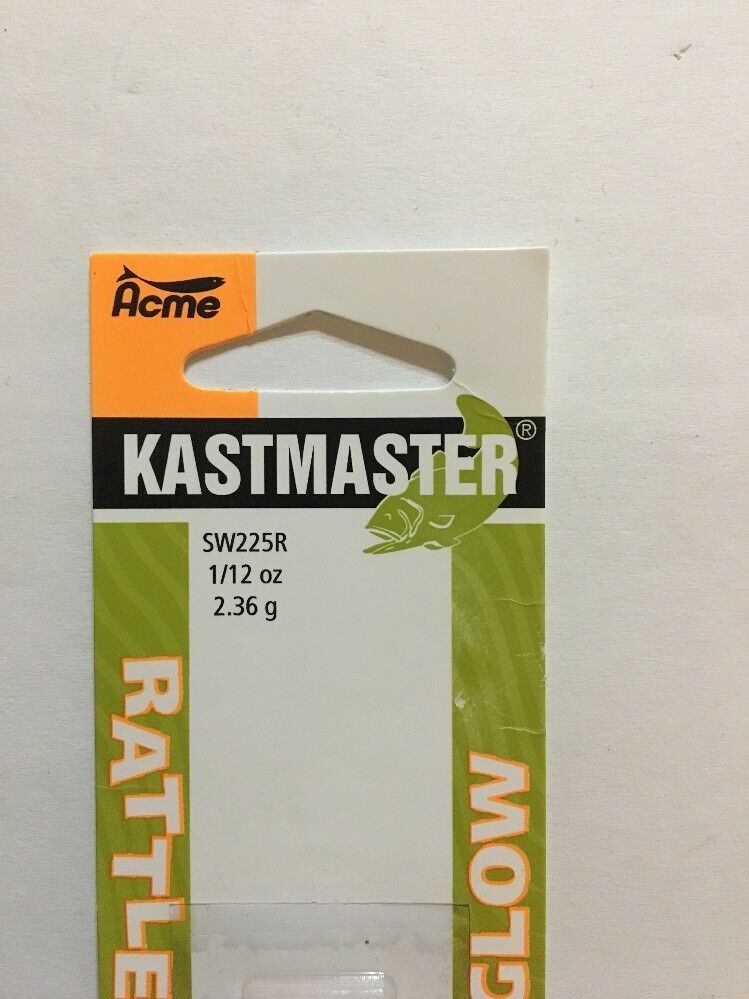 Acme
KASTMASTER®
SW225R
1/12 oz
2.36 g
RATTLE
GLOW